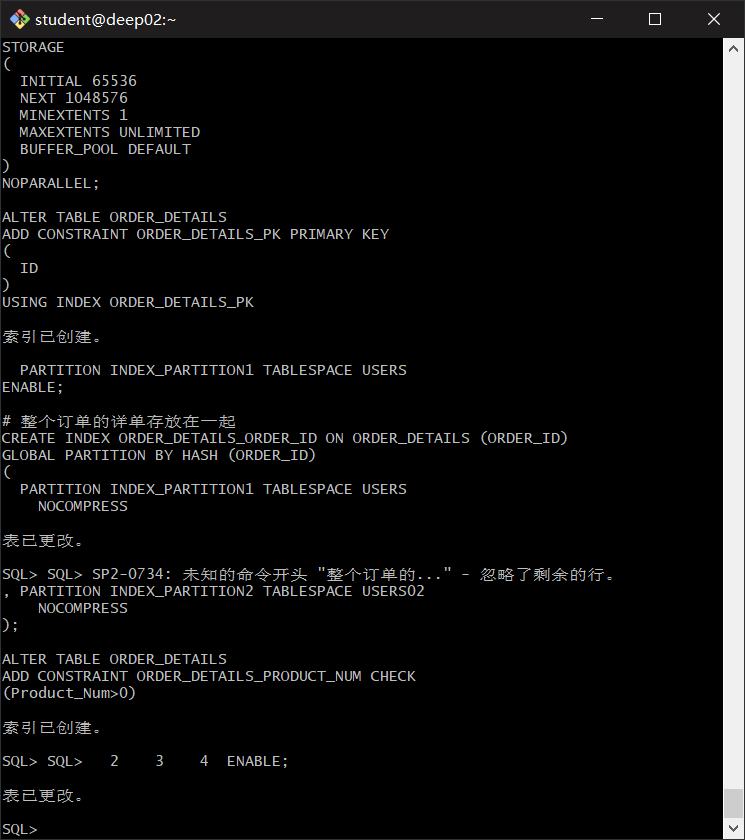 student@deep02:~
STORAGE
(
  INITIAL 65536
  NEXT 1048576
  MINEXTENTS 1
  MAXEXTENTS UNLIMITED
  BUFFER_POOL DEFAULT
)
NOPARALLEL;
ALTER TABLE ORDER_DETAILS
ADD CONSTRAINT ORDER_DETAILS_PK PRIMARY KEY
(
  ID
)
USING INDEX ORDER_DETAILS_PK
索引已创建。
  PARTITION INDEX_PARTITION1 TABLESPACE USERS
ENABLE;
# 整个订单的详单存放在一起
CREATE INDEX ORDER_DETAILS_ORDER_ID ON ORDER_DETAILS (ORDER_ID)
GLOBAL PARTITION BY HASH (ORDER_ID)
(
  PARTITION INDEX_PARTITION1 TABLESPACE USERS
    NOCOMPRESS
表已更改。
SQL> SQL> SP2-0734: 未知的命令开头 "整个订单的..." - 忽略了剩余的行。
, PARTITION INDEX_PARTITION2 TABLESPACE USERS02
    NOCOMPRESS
);
ALTER TABLE ORDER_DETAILS
ADD CONSTRAINT ORDER_DETAILS_PRODUCT_NUM CHECK
(Product_Num>0)
索引已创建。
SQL> SQL>   2    3    4  ENABLE;
表已更改。
SQL>